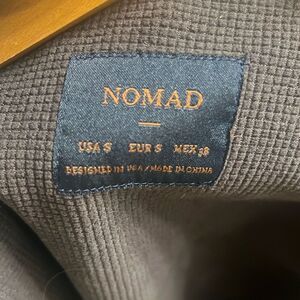 NOMAD
USA S EUR S MEX 38
DESIGNED IN USA / MADE IN CHINA